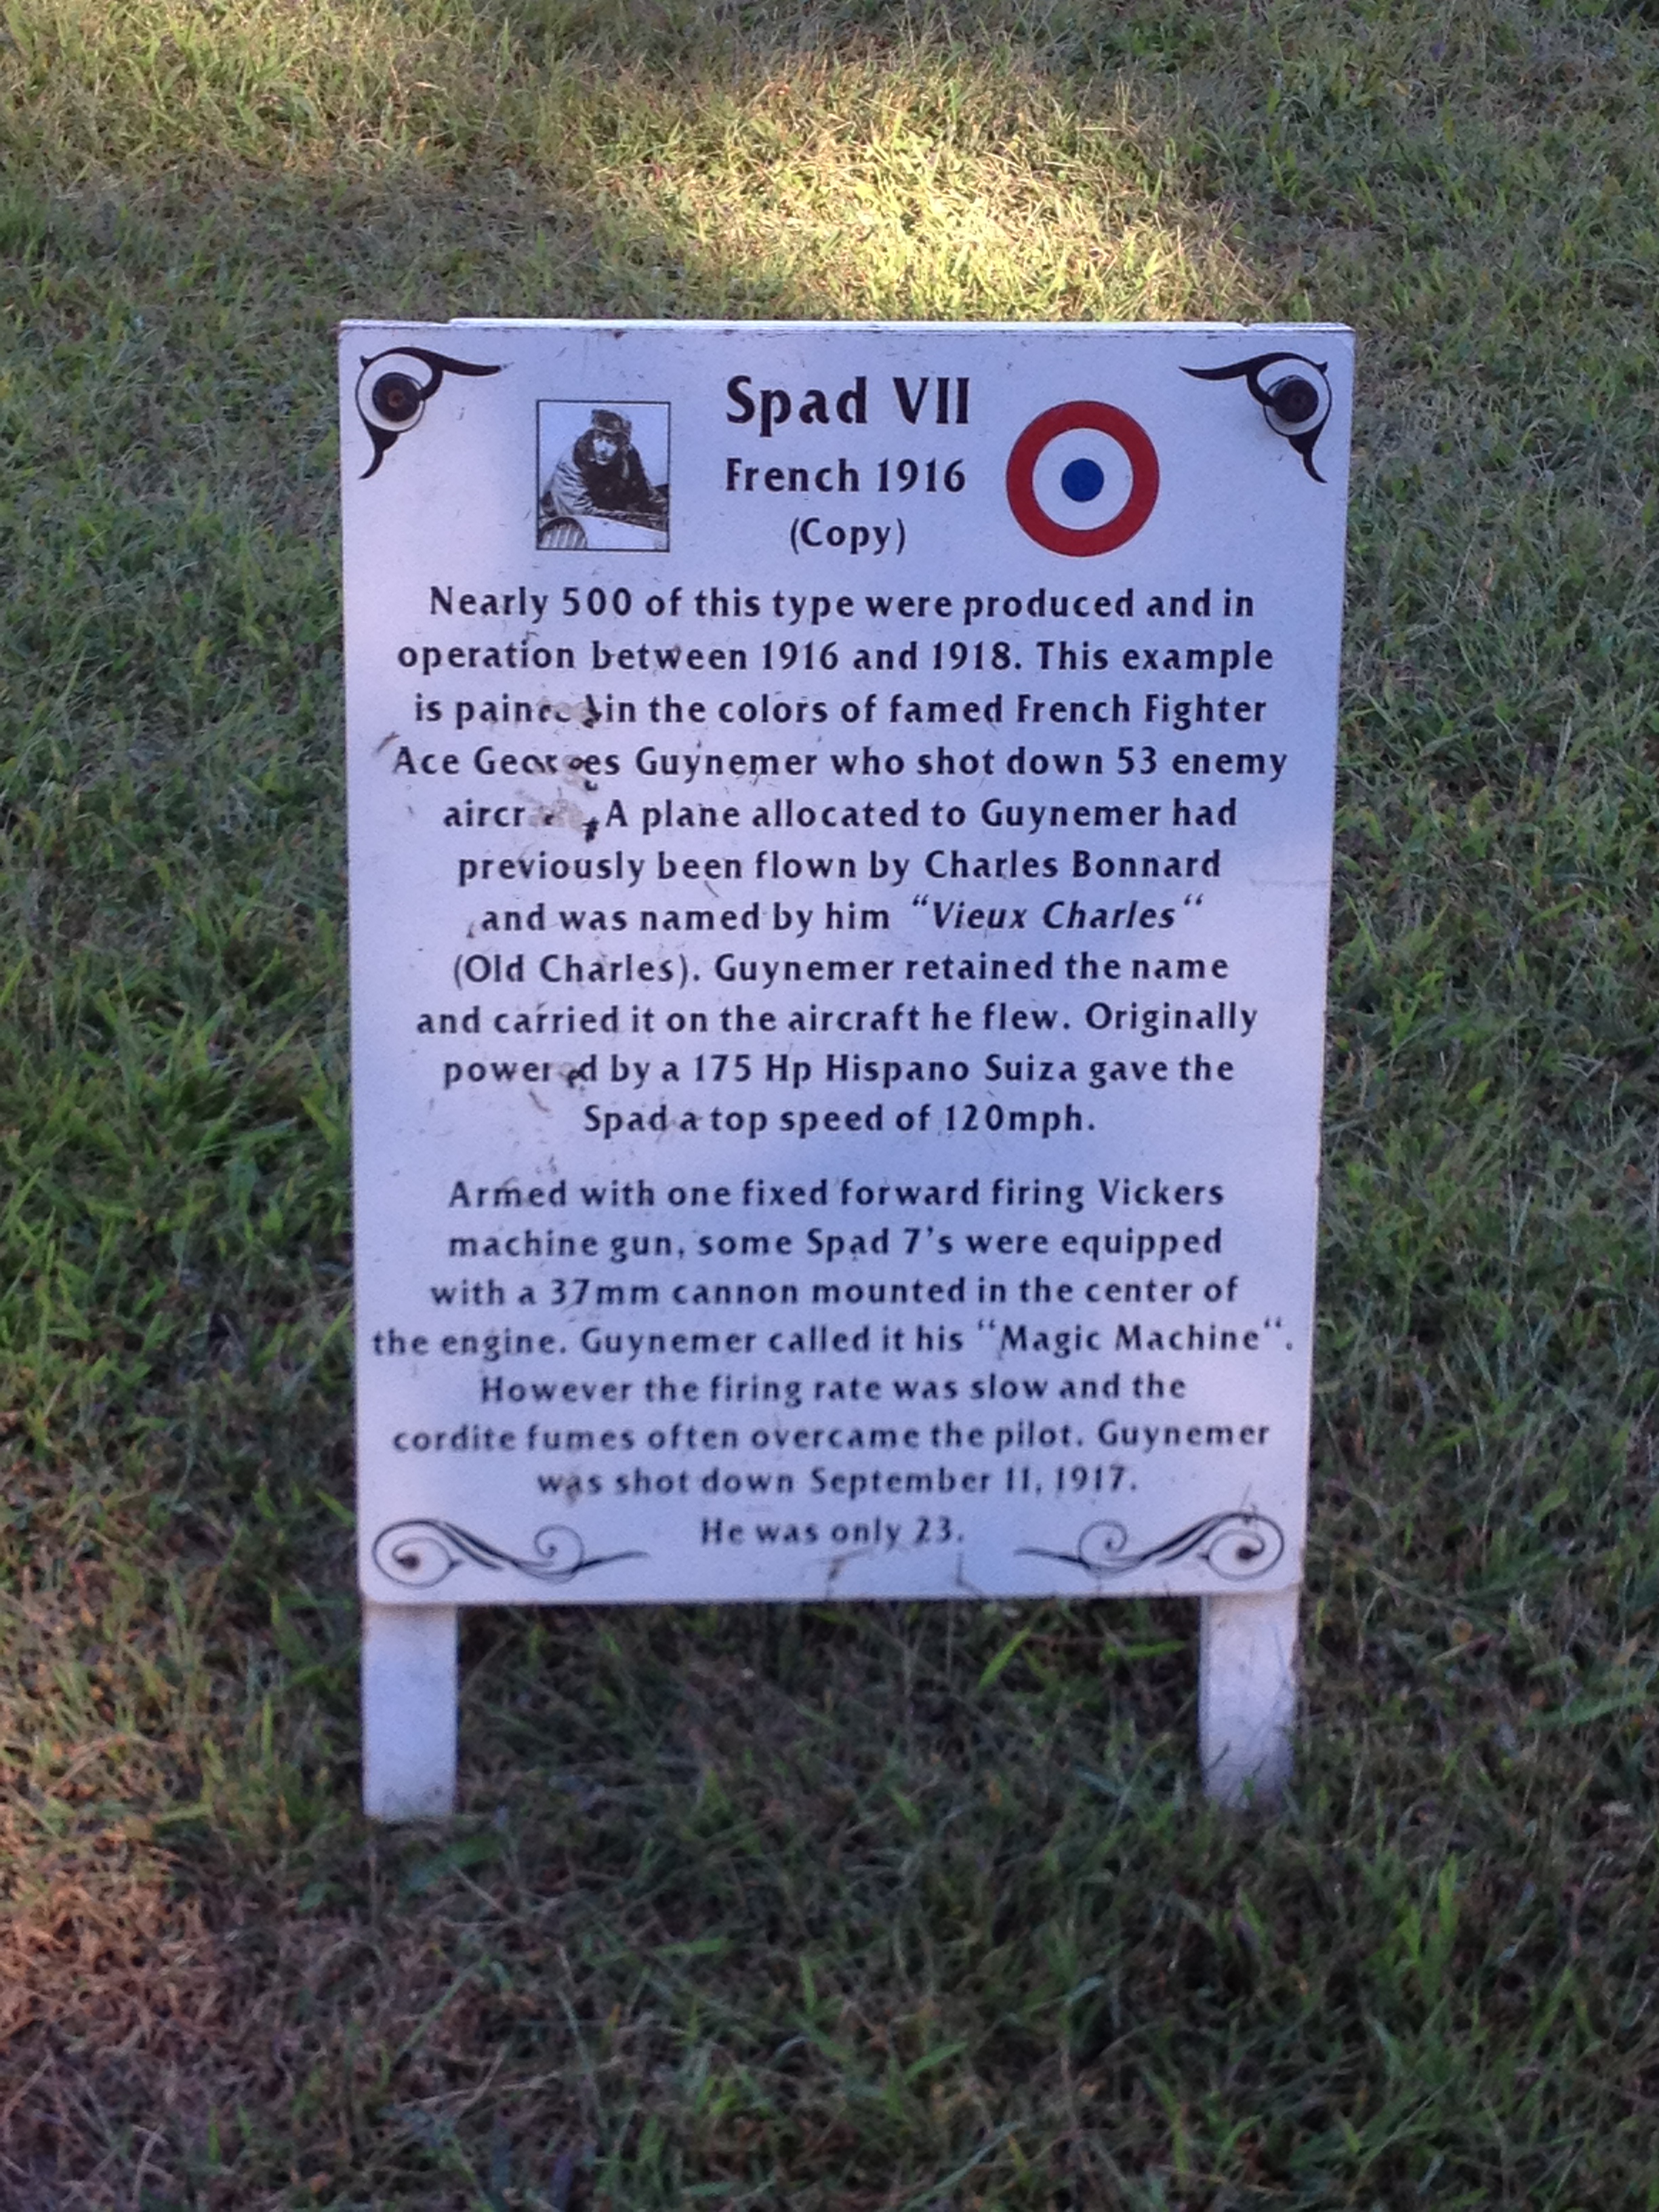 Spad VII
French 1916
(Copy)
Nearly 500 of this type were produced and in
operation between 1916 and 1918. This example
is painted in the colors of famed French Fighter
Ace Georges Guynemer who shot down 53 enemy
aircraft. A plane allocated to Guynemer had
previously been flown by Charles Bonnard
and was named by him “Vieux Charles“
(Old Charles). Guynemer retained the name
and carried it on the aircraft he flew. Originally
powered by a 175 Hp Hispano Suiza gave the
Spad a top speed of 120mph.
Armed with one fixed forward firing Vickers
machine gun, some Spad 7's were equipped
with a 37mm cannon mounted in the center of
the engine. Guynemer called it his “Magic Machine“.
However the firing rate was slow and the
cordite fumes often overcame the pilot. Guynemer
was shot down September 11, 1917.
He was only 23.